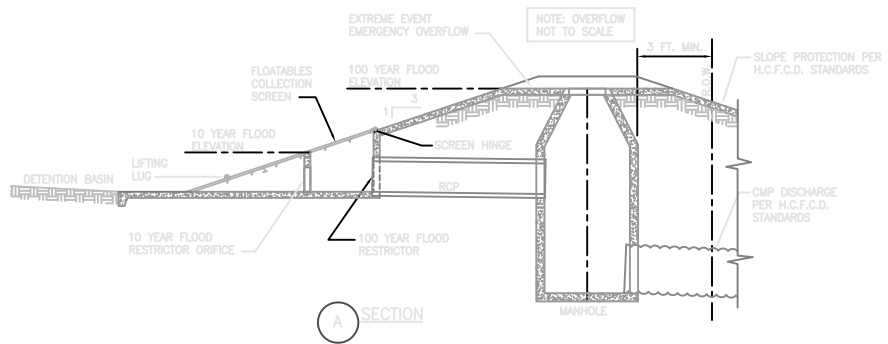 EXTREME EVENT
EMERGENCY OVERFLOW
NOTE: OVERFLOW
NOT TO SCALE
3 FT. MIN.
SLOPE PROTECTION PER
H.C.F.C.D. STANDARDS
R.O.W.
FLOATABLES
COLLECTION
SCREEN
100 YEAR FLOOD
ELEVATION
3
1
10 YEAR FLOOD
ELEVATION
SCREEN HINGE
LIFTING
LUG
DETENTION BASIN
RCP
CMP DISCHARGE
PER H.C.F.C.D.
STANDARDS
10 YEAR FLOOD
RESTRICTOR ORIFICE
100 YEAR FLOOD
RESTRICTOR
MANHOLE
A
SECTION